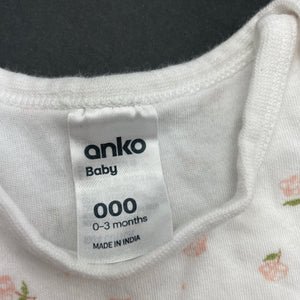 anko
Baby
000
0-3 months
MADE IN INDIA